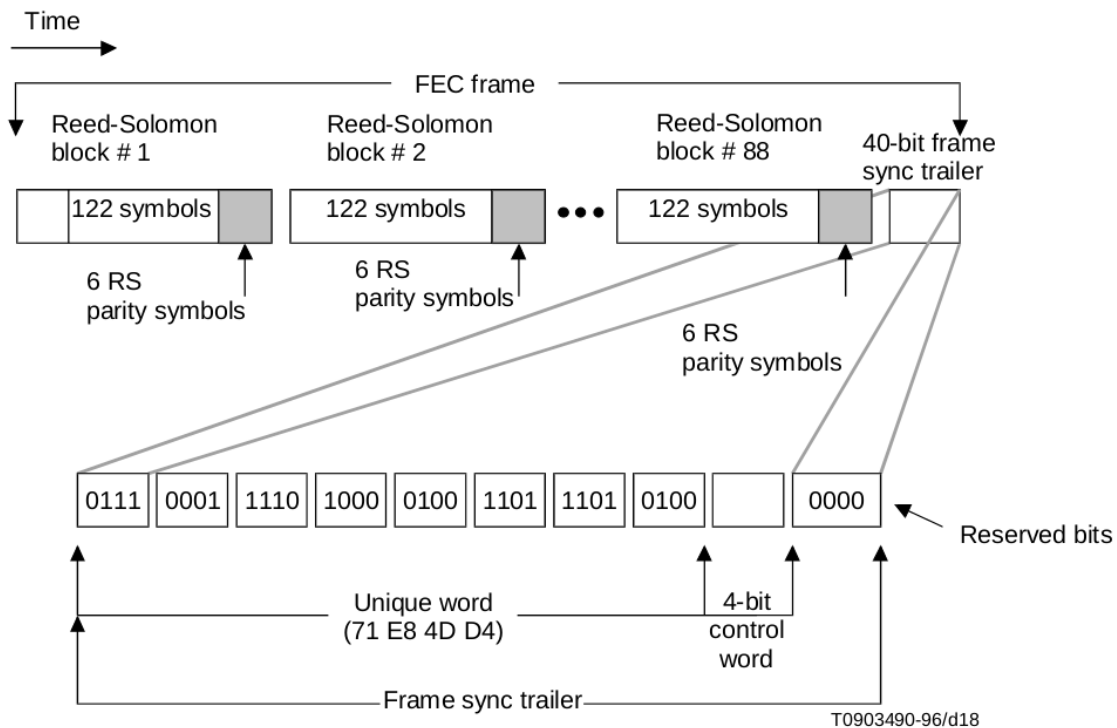 Time
FEC frame
Reed-Solomon
block # 1
Reed-Solomon
block # 2
Reed-Solomon
block # 88
40-bit frame
sync trailer
122 symbols
122 symbols
122 symbols
6 RS
parity symbols
6 RS
parity symbols
6 RS
parity symbols
0111 0001 1110 1000 0100 1101 1101 0100 0000
Reserved bits
Unique word
(71 E8 4D D4)
4-bit
control
word
Frame sync trailer
T0903490-96/d18